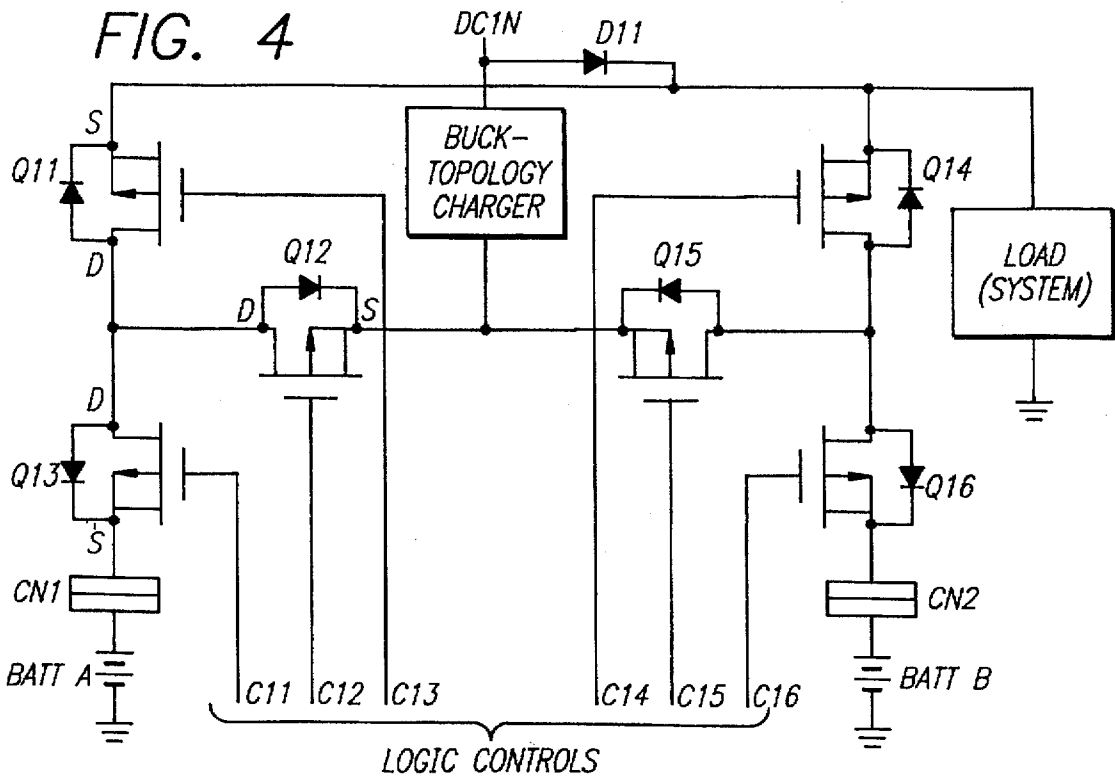 FIG. 4
DC1N
D11
S
Q11
BUCK-
TOPOLOGY
CHARGER
Q14
D
Q12
Q15
LOAD
(SYSTEM)
D
S
D
Q13
Q16
S
CN1
CN2
BATT A
BATT B
C11
C12
C13
C14
C15
C16
LOGIC CONTROLS